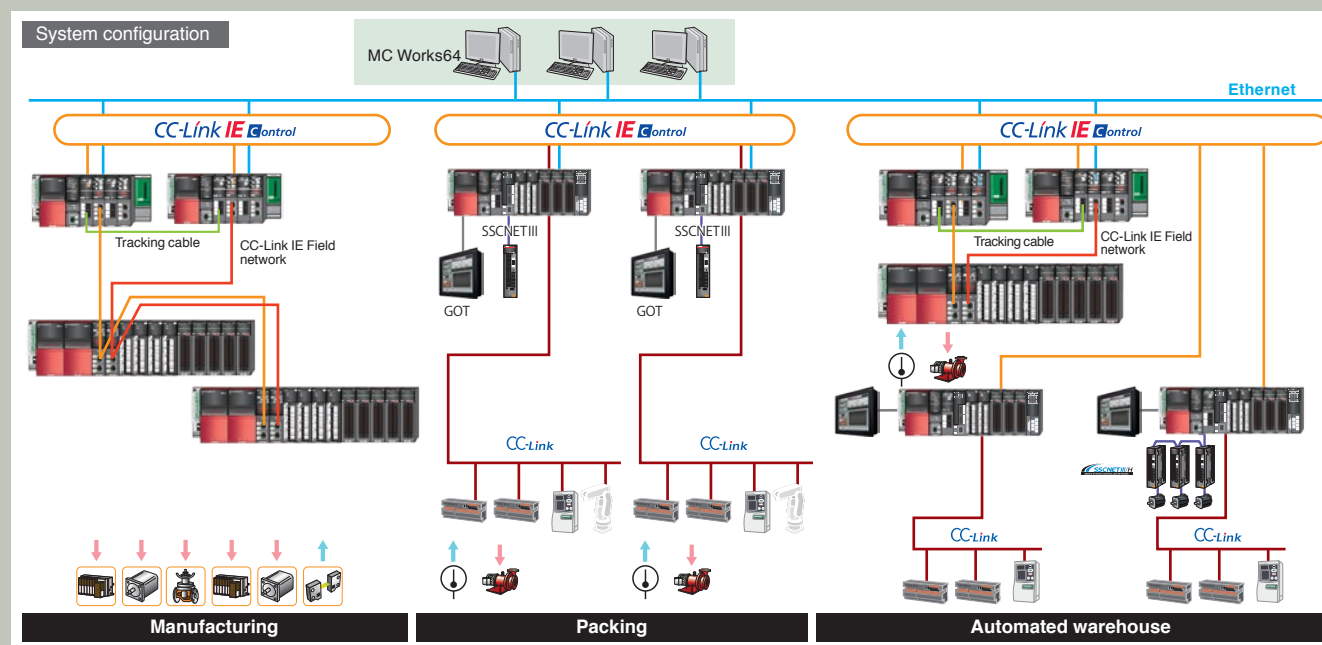 System configuration
MC Works64
Ethernet
CC-Link IE Control
CC-Link IE Control
CC-Link IE Control
Tracking cable
CC-Link IE Field
network
SSCNETIII
SSCNETIII
GOT
GOT
Tracking cable
CC-Link IE Field
network
CC-Link
CC-Link
SSCNETIII/H
CC-Link
CC-Link
Manufacturing
Packing
Automated warehouse